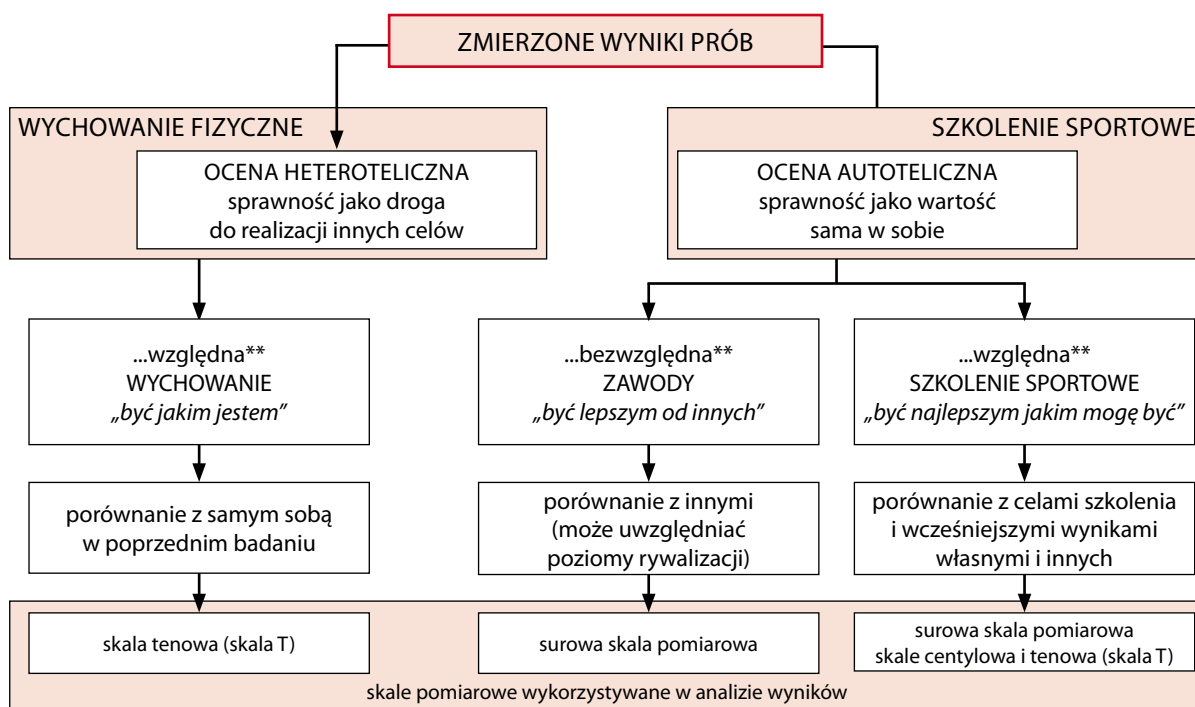 ZMIERZONE WYNIKI PRÓB
WYCHOWANIE FIZYCZNE
OCENA HETEROTELICZNA
sprawność jako droga
do realizacji innych celów
SZKOLENIE SPORTOWE
OCENA AUTOTELICZNA
sprawność jako wartość
sama w sobie
...względna**
WYCHOWANIE
„być jakim jestem”
...bezwzględna**
ZAWODY
„być lepszym od innych”
...względna**
SZKOLENIE SPORTOWE
„być najlepszym jakim mogę być”
porównanie z samym sobą
w poprzednim badaniu
porównanie z innymi
(może uwzględniać
poziomy rywalizacji)
porównanie z celami szkolenia
i wcześniejszymi wynikami
własnymi i innych
skala tenowa (skala T)
surowa skala pomiarowa
surowa skala pomiarowa
skale centylowa i tenowa (skala T)
skale pomiarowe wykorzystywane w analizie wyników